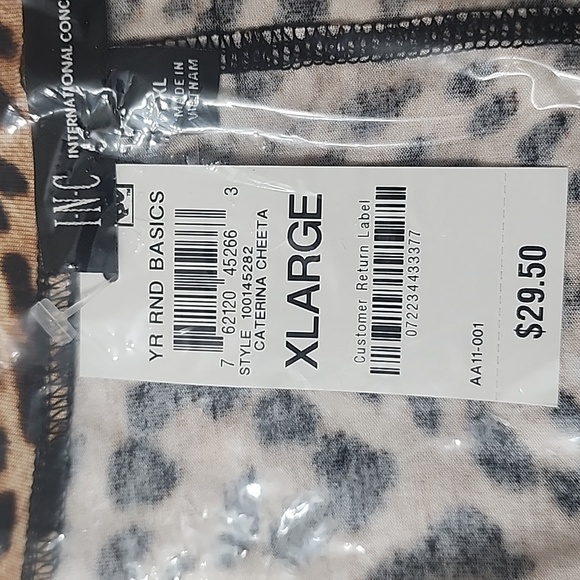 I·N·C
INTERNATIONAL CONC
XL
MADE IN
VIETNAM
YR RND BASICS
7 62120 45266 3
STYLE 100145282
CATERINA CHEETA
XLARGE
Customer Return Label
072234433377
AA11-001
$29.50